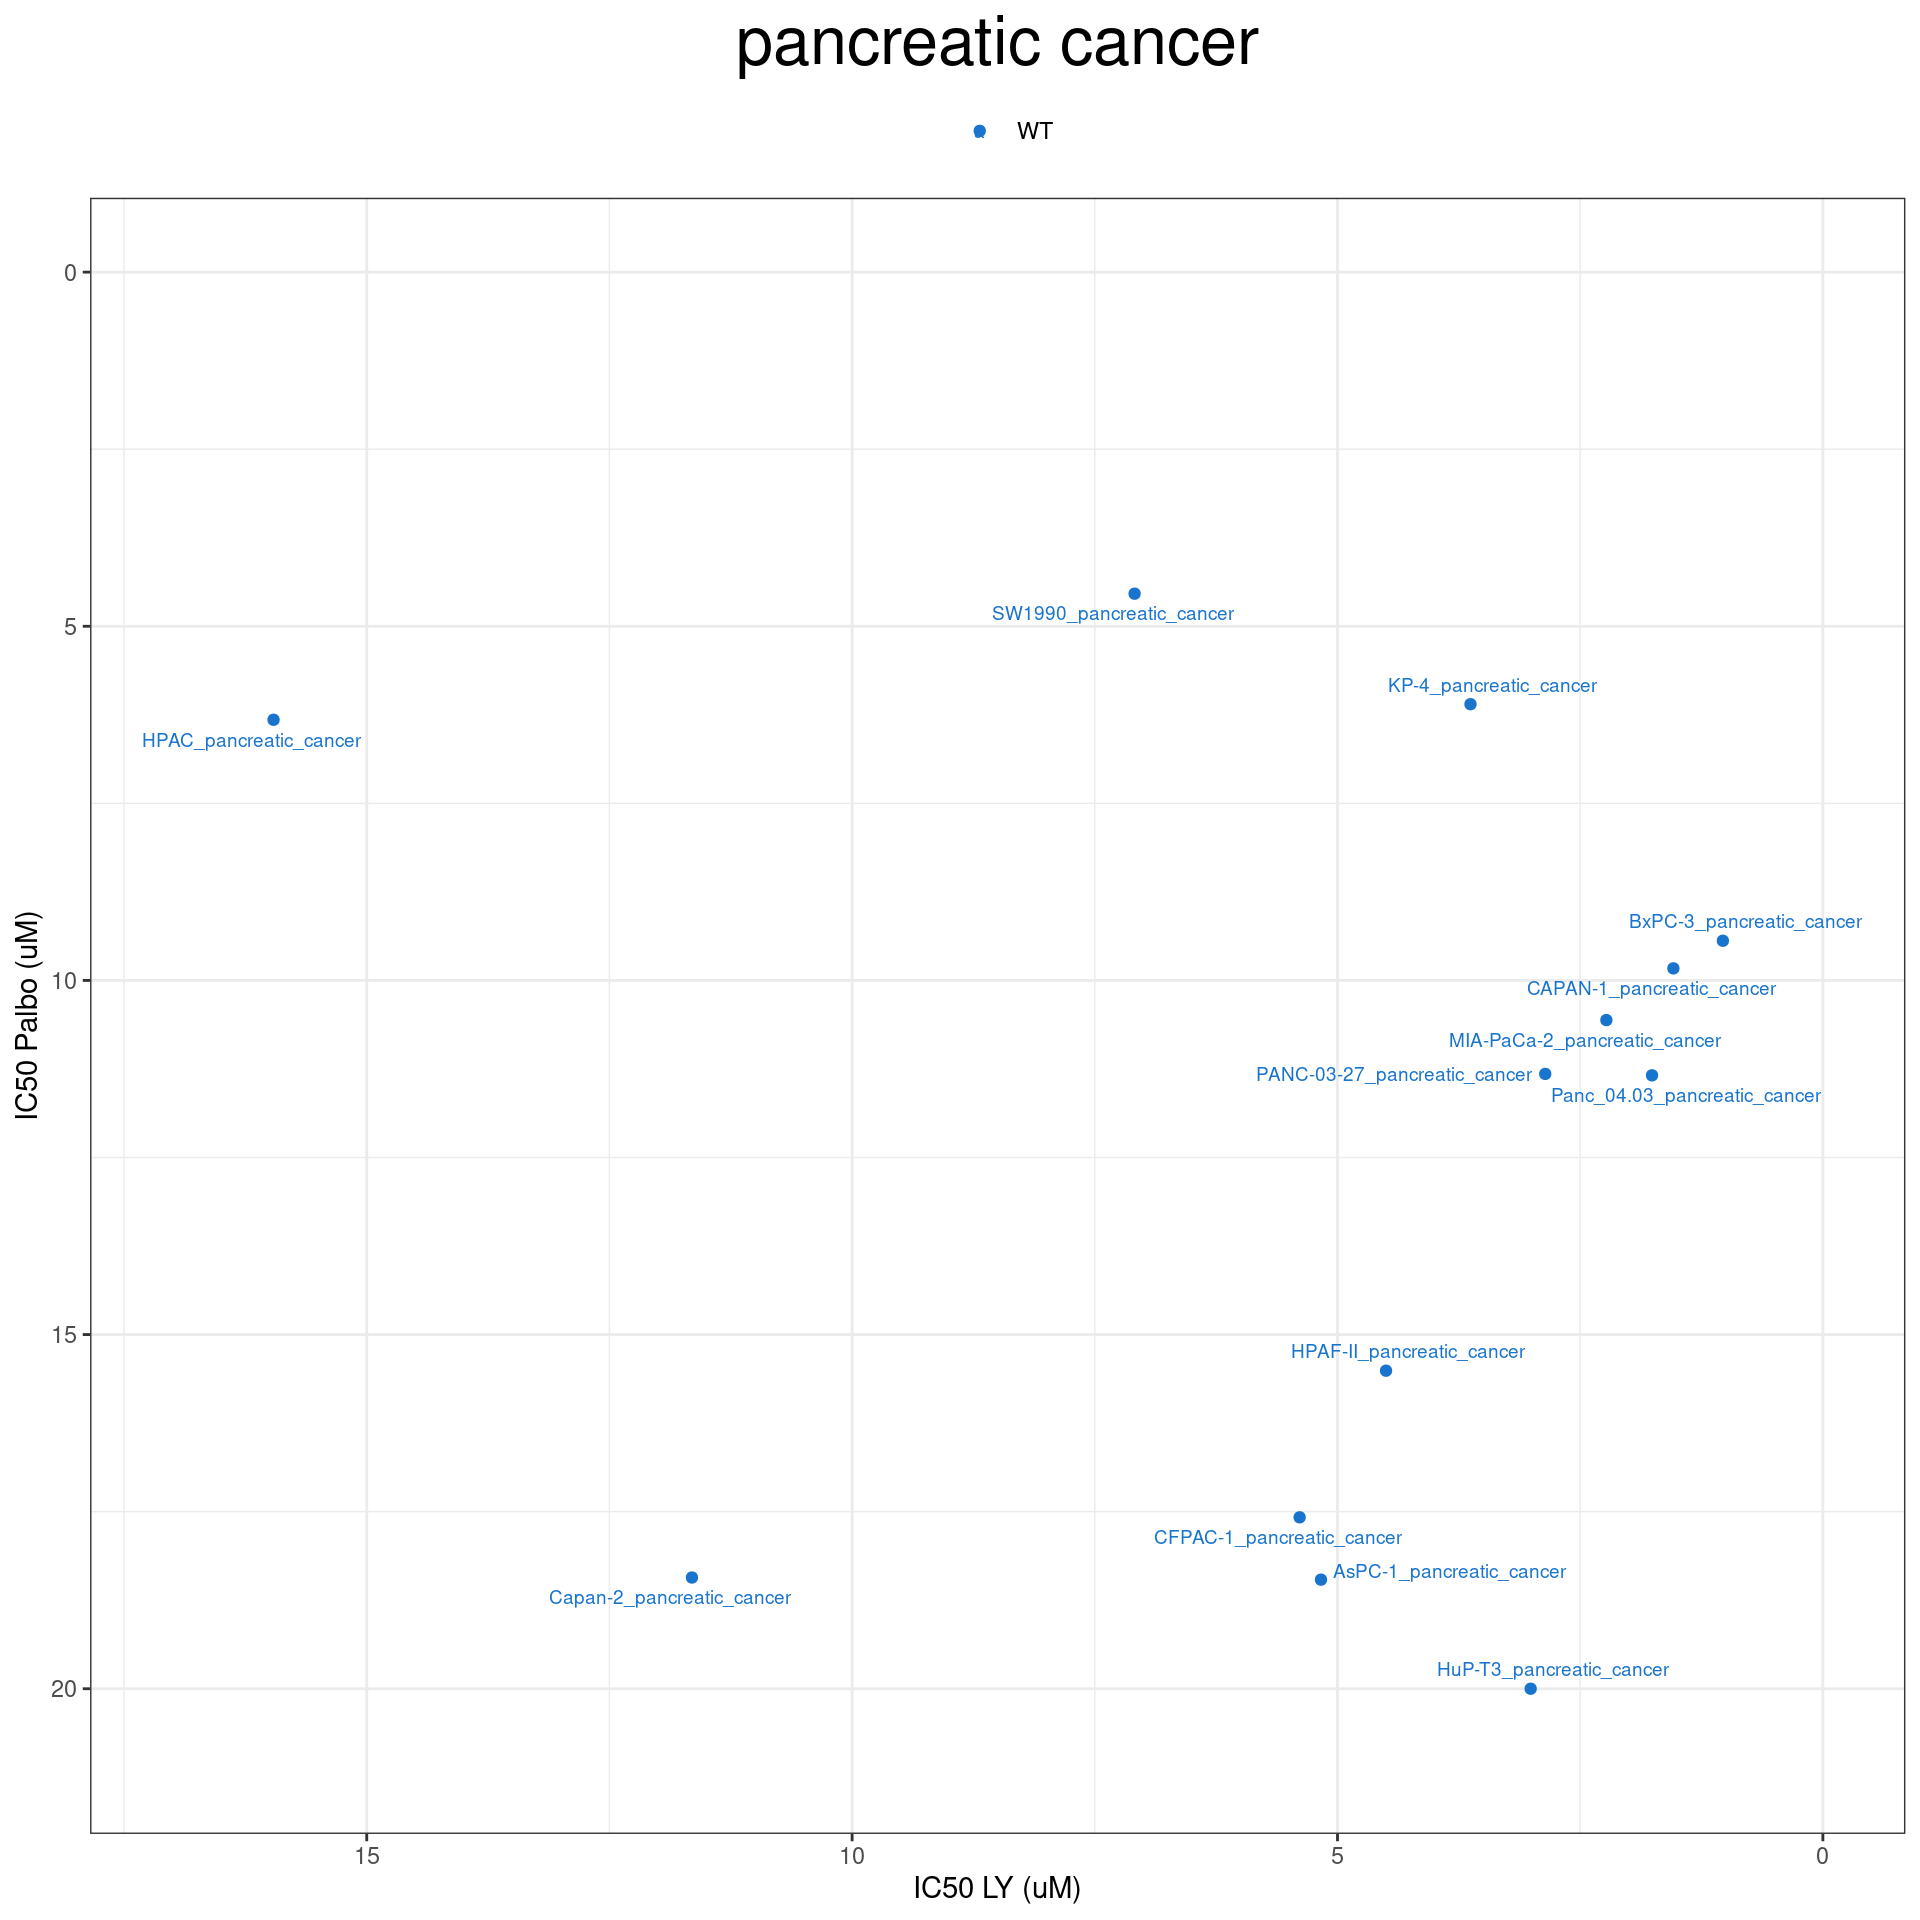 pancreatic cancer
WT
0
SW1990_pancreatic_cancer
5
KP-4_pancreatic_cancer
HPAC_pancreatic_cancer
BxPC-3_pancreatic_cancer
10
CAPAN-1_pancreatic_cancer
MIA-PaCa-2_pancreatic_cancer
PANC-03-27_pancreatic_cancer
Panc_04.03_pancreatic_cancer
IC50 Palbo (uM)
15
HPAF-II_pancreatic_cancer
CFPAC-1_pancreatic_cancer
AsPC-1_pancreatic_cancer
Capan-2_pancreatic_cancer
HuP-T3_pancreatic_cancer
20
15 10 5 0
IC50 LY (uM)